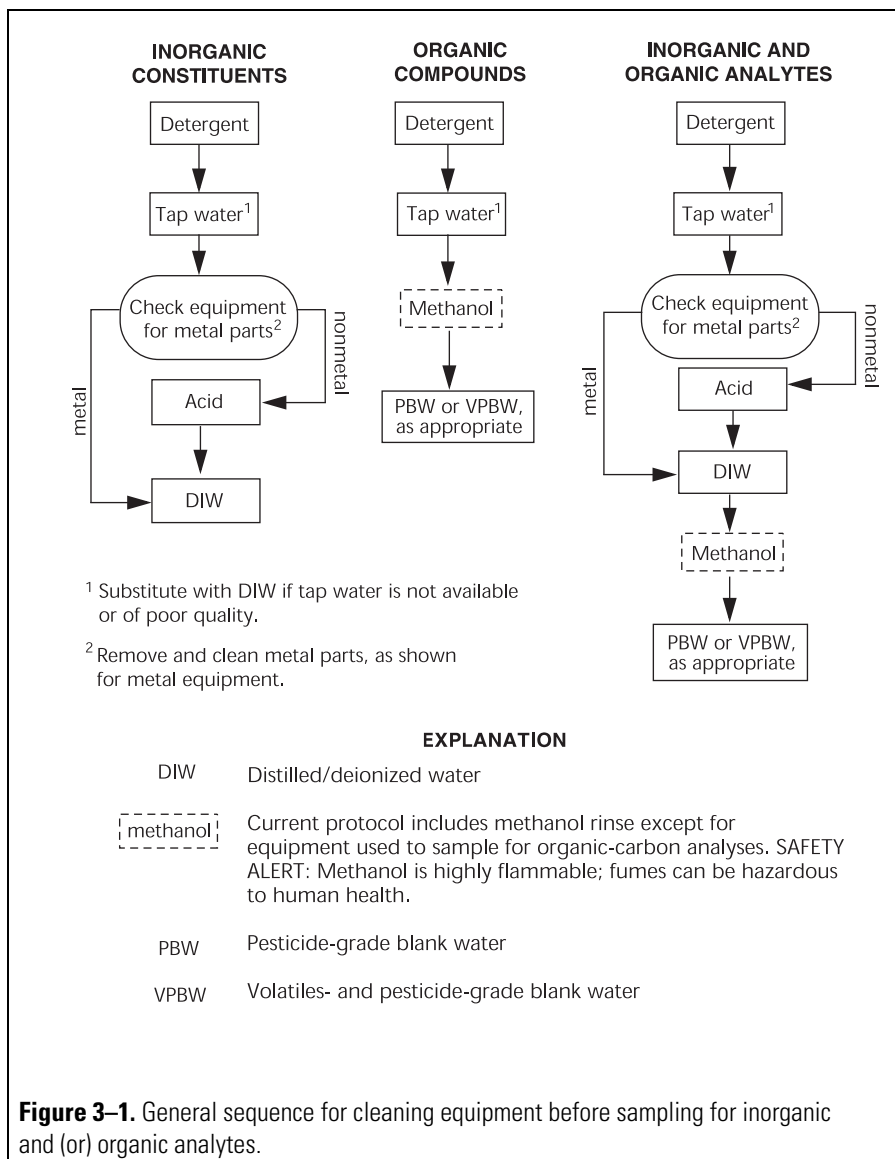 INORGANIC
CONSTITUENTS
Detergent
Tap water¹
Check equipment
for metal parts²
metal
nonmetal
Acid
DIW
ORGANIC
COMPOUNDS
Detergent
Tap water¹
Methanol
PBW or VPBW,
as appropriate
INORGANIC AND
ORGANIC ANALYTES
Detergent
Tap water¹
Check equipment
for metal parts²
metal
nonmetal
Acid
DIW
Methanol
PBW or VPBW,
as appropriate
¹ Substitute with DIW if tap water is not available
or of poor quality.
² Remove and clean metal parts, as shown
for metal equipment.
EXPLANATION
DIW Distilled/deionized water
methanol Current protocol includes methanol rinse except for
equipment used to sample for organic-carbon analyses. SAFETY
ALERT: Methanol is highly flammable; fumes can be hazardous
to human health.
PBW Pesticide-grade blank water
VPBW Volatiles- and pesticide-grade blank water
Figure 3–1. General sequence for cleaning equipment before sampling for inorganic
and (or) organic analytes.